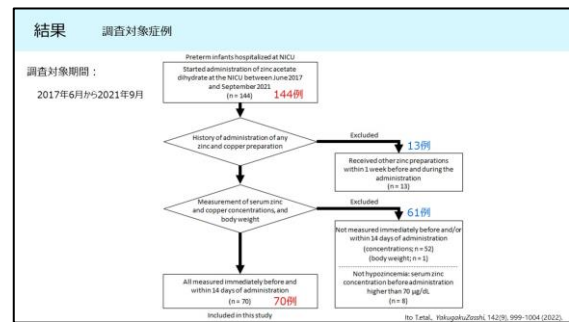 結果 調査対象症例
調査対象期間：
2017年6月から2021年9月
Preterm infants hospitalized at NICU
Started administration of zinc acetate
dihydrate at the NICU between June 2017
and September 2021
(n = 144) 144例
History of administration of any
zinc and copper preparation
Excluded
13例
Received other zinc preparations
within 1 week before and during the
administration
(n = 13)
Measurement of serum zinc
and copper concentrations, and
body weight
Excluded
61例
Not measured immediately before and/or
within 14 days of administration
(concentrations; n = 52)
(body weight; n = 1)
Not hypozincemia: serum zinc
concentration before administration
higher than 70 μg/dL
(n = 8)
All measured immediately before and
within 14 days of administration
(n = 70) 70例
Included in this study
Ito T,etal., YakugakuZasshi, 142(9), 999-1004 (2022).